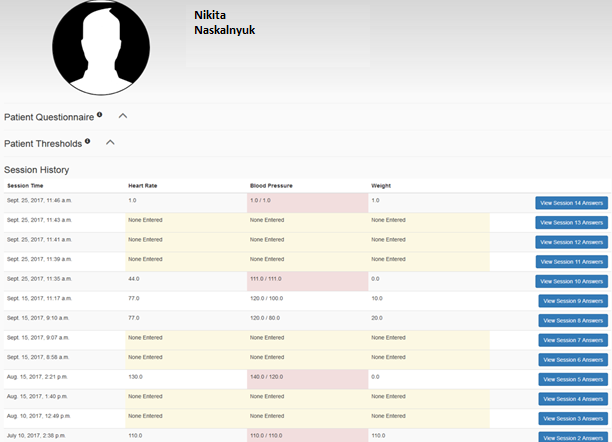 Nikita
Naskalnyuk
Patient Questionnaire
Patient Thresholds
Session History
Session Time Heart Rate Blood Pressure Weight
Sept. 25, 2017, 11:46 a.m. 1.0 1.0 / 1.0 1.0 View Session 14 Answers
Sept. 25, 2017, 11:43 a.m. None Entered None Entered None Entered View Session 13 Answers
Sept. 25, 2017, 11:41 a.m. None Entered None Entered None Entered View Session 12 Answers
Sept. 25, 2017, 11:39 a.m. None Entered None Entered None Entered View Session 11 Answers
Sept. 25, 2017, 11:35 a.m. 44.0 111.0 / 111.0 0.0 View Session 10 Answers
Sept. 15, 2017, 11:17 a.m. 77.0 120.0 / 100.0 10.0 View Session 9 Answers
Sept. 15, 2017, 9:10 a.m. 77.0 120.0 / 80.0 20.0 View Session 8 Answers
Sept. 15, 2017, 9:07 a.m. None Entered None Entered None Entered View Session 7 Answers
Sept. 15, 2017, 8:58 a.m. None Entered None Entered None Entered View Session 6 Answers
Aug. 15, 2017, 2:21 p.m. 130.0 140.0 / 120.0 0.0 View Session 5 Answers
Aug. 15, 2017, 1:40 p.m. None Entered None Entered None Entered View Session 4 Answers
Aug. 10, 2017, 12:49 p.m. None Entered None Entered None Entered View Session 3 Answers
July 10, 2017, 2:38 p.m. 110.0 110.0 / 110.0 110.0 View Session 2 Answers